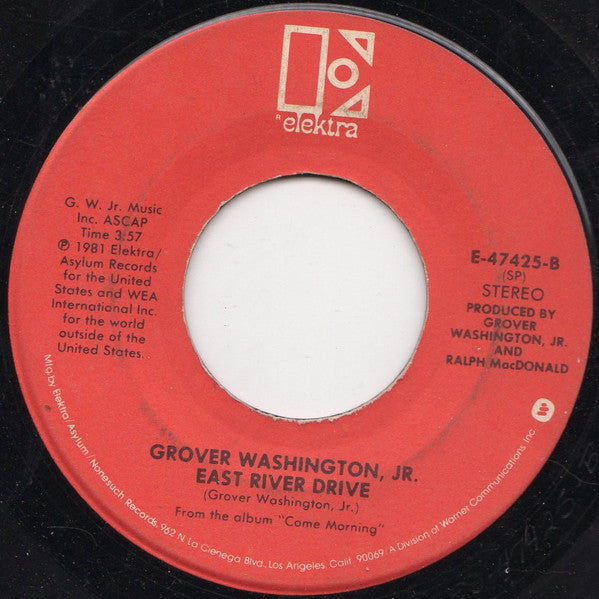 R elektra
G. W. Jr. Music
Inc. ASCAP
Time 3:57
Ⓟ 1981 Elektra/
Asylum Records
for the United
States and WEA
International Inc.
for the world
outside of the
United States.
E-47425-B
(SP)
STEREO
PRODUCED BY
GROVER
WASHINGTON, JR.
AND
RALPH MacDONALD
GROVER WASHINGTON, JR.
EAST RIVER DRIVE
(Grover Washington, Jr.)
From the album "Come Morning"
Mfg by Elektra/Asylum/Nonesuch Records, 962 N. La Cienega Blvd. Los Angeles, Calif. 90069/A Division of Warner Communications Inc.